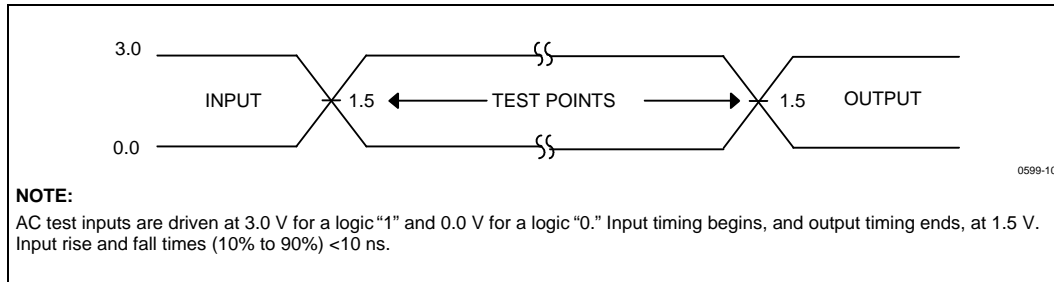 3.0
INPUT 1.5 TEST POINTS 1.5 OUTPUT
0.0
0599-10
NOTE:
AC test inputs are driven at 3.0 V for a logic “1” and 0.0 V for a logic “0.” Input timing begins, and output timing ends, at 1.5 V.
Input rise and fall times (10% to 90%) <10 ns.